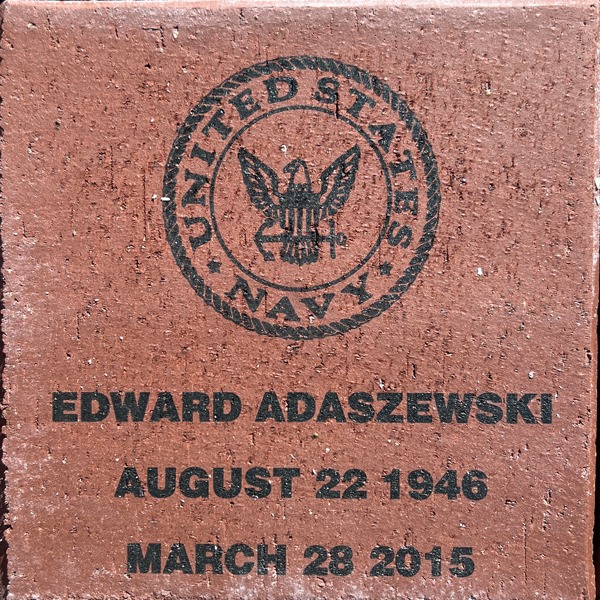 UNITED STATES
NAVY
EDWARD ADASZEWSKI
AUGUST 22 1946
MARCH 28 2015